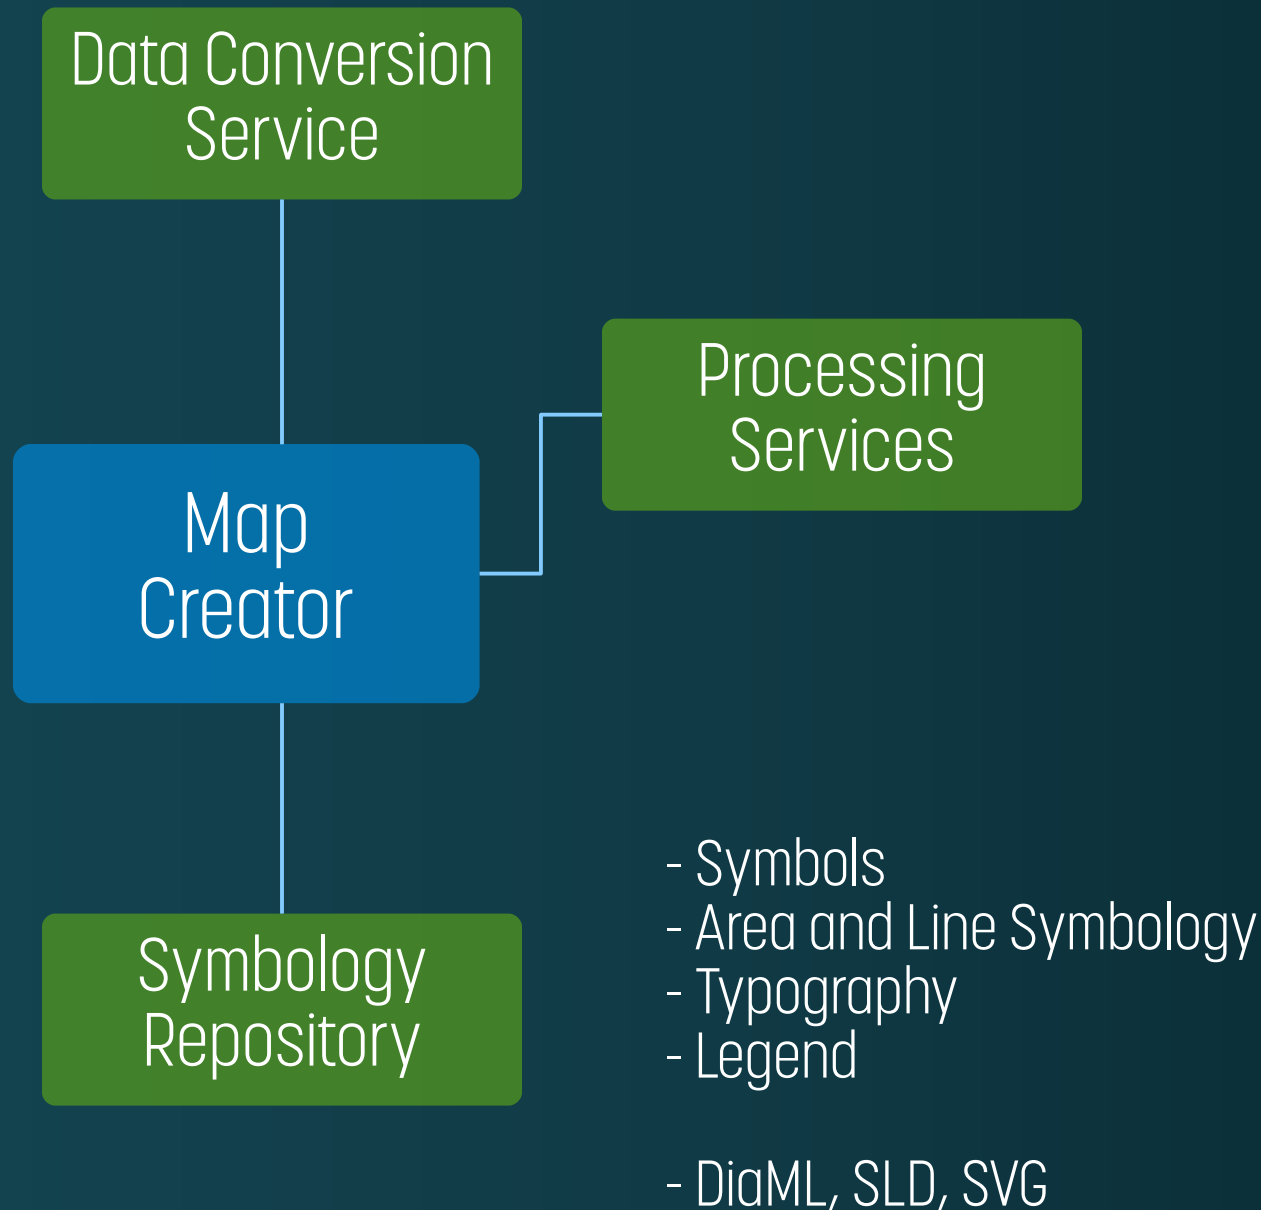 Data Conversion
Service
Processing
Services
Map
Creator
Symbology
Repository
- Symbols
- Area and Line Symbology
- Typography
- Legend
- DiaML, SLD, SVG